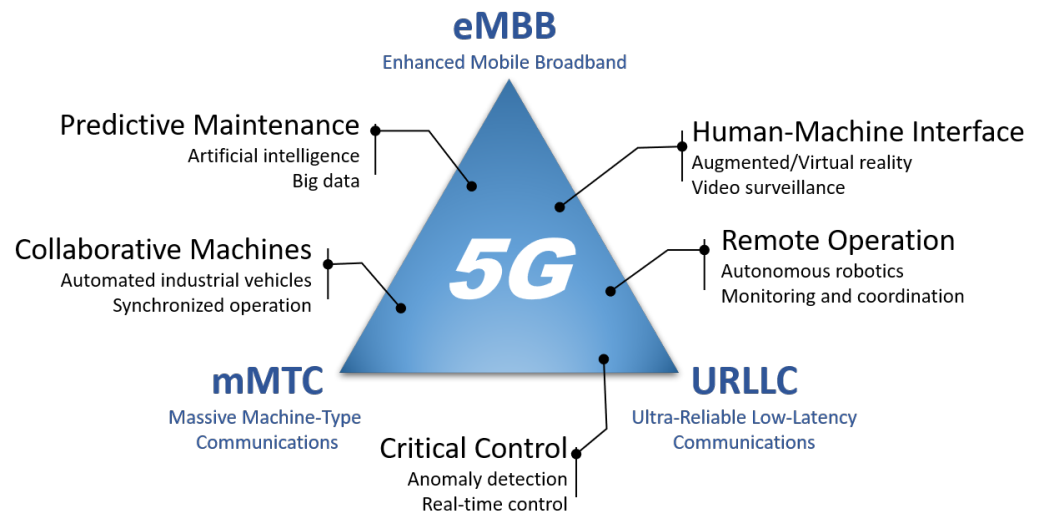 eMBB
Enhanced Mobile Broadband
Predictive Maintenance
Artificial intelligence
Big data
Human-Machine Interface
Augmented/Virtual reality
Video surveillance
Collaborative Machines
Automated industrial vehicles
Synchronized operation
5G
Remote Operation
Autonomous robotics
Monitoring and coordination
mMTC
Massive Machine-Type
Communications
URLLC
Ultra-Reliable Low-Latency
Communications
Critical Control
Anomaly detection
Real-time control